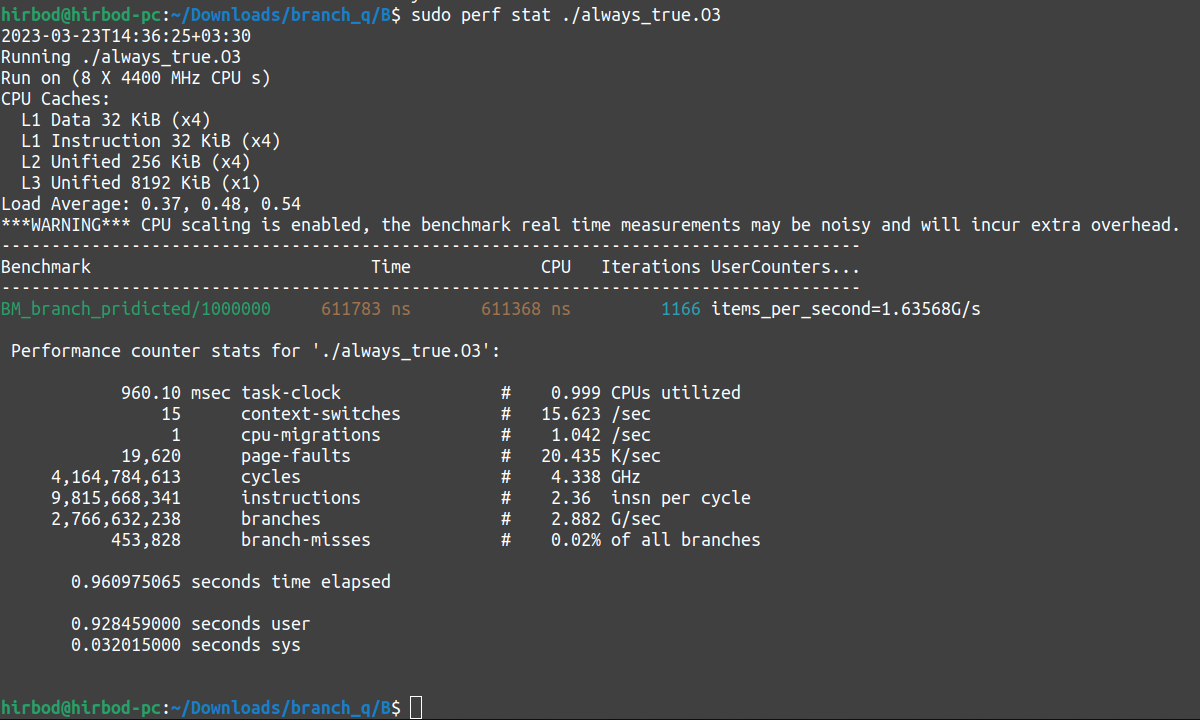 hirbod@hirbod-pc:~/Downloads/branch_q/B$ sudo perf stat ./always_true.O3
2023-03-23T14:36:25+03:30
Running ./always_true.O3
Run on (8 X 4400 MHz CPU s)
CPU Caches:
  L1 Data 32 KiB (x4)
  L1 Instruction 32 KiB (x4)
  L2 Unified 256 KiB (x4)
  L3 Unified 8192 KiB (x1)
Load Average: 0.37, 0.48, 0.54
***WARNING*** CPU scaling is enabled, the benchmark real time measurements may be noisy and will incur extra overhead.
--------------------------------------------------------------------------------------
Benchmark                            Time             CPU   Iterations UserCounters...
--------------------------------------------------------------------------------------
BM_branch_pridicted/1000000     611783 ns       611368 ns         1166 items_per_second=1.63568G/s
 Performance counter stats for './always_true.O3':
            960.10 msec task-clock                #    0.999 CPUs utilized
                15      context-switches          #   15.623 /sec
                 1      cpu-migrations            #    1.042 /sec
            19,620      page-faults               #   20.435 K/sec
     4,164,784,613      cycles                    #    4.338 GHz
     9,815,668,341      instructions              #    2.36  insn per cycle
     2,766,632,238      branches                  #    2.882 G/sec
           453,828      branch-misses             #    0.02% of all branches
       0.960975065 seconds time elapsed
       0.928459000 seconds user
       0.032015000 seconds sys
hirbod@hirbod-pc:~/Downloads/branch_q/B$